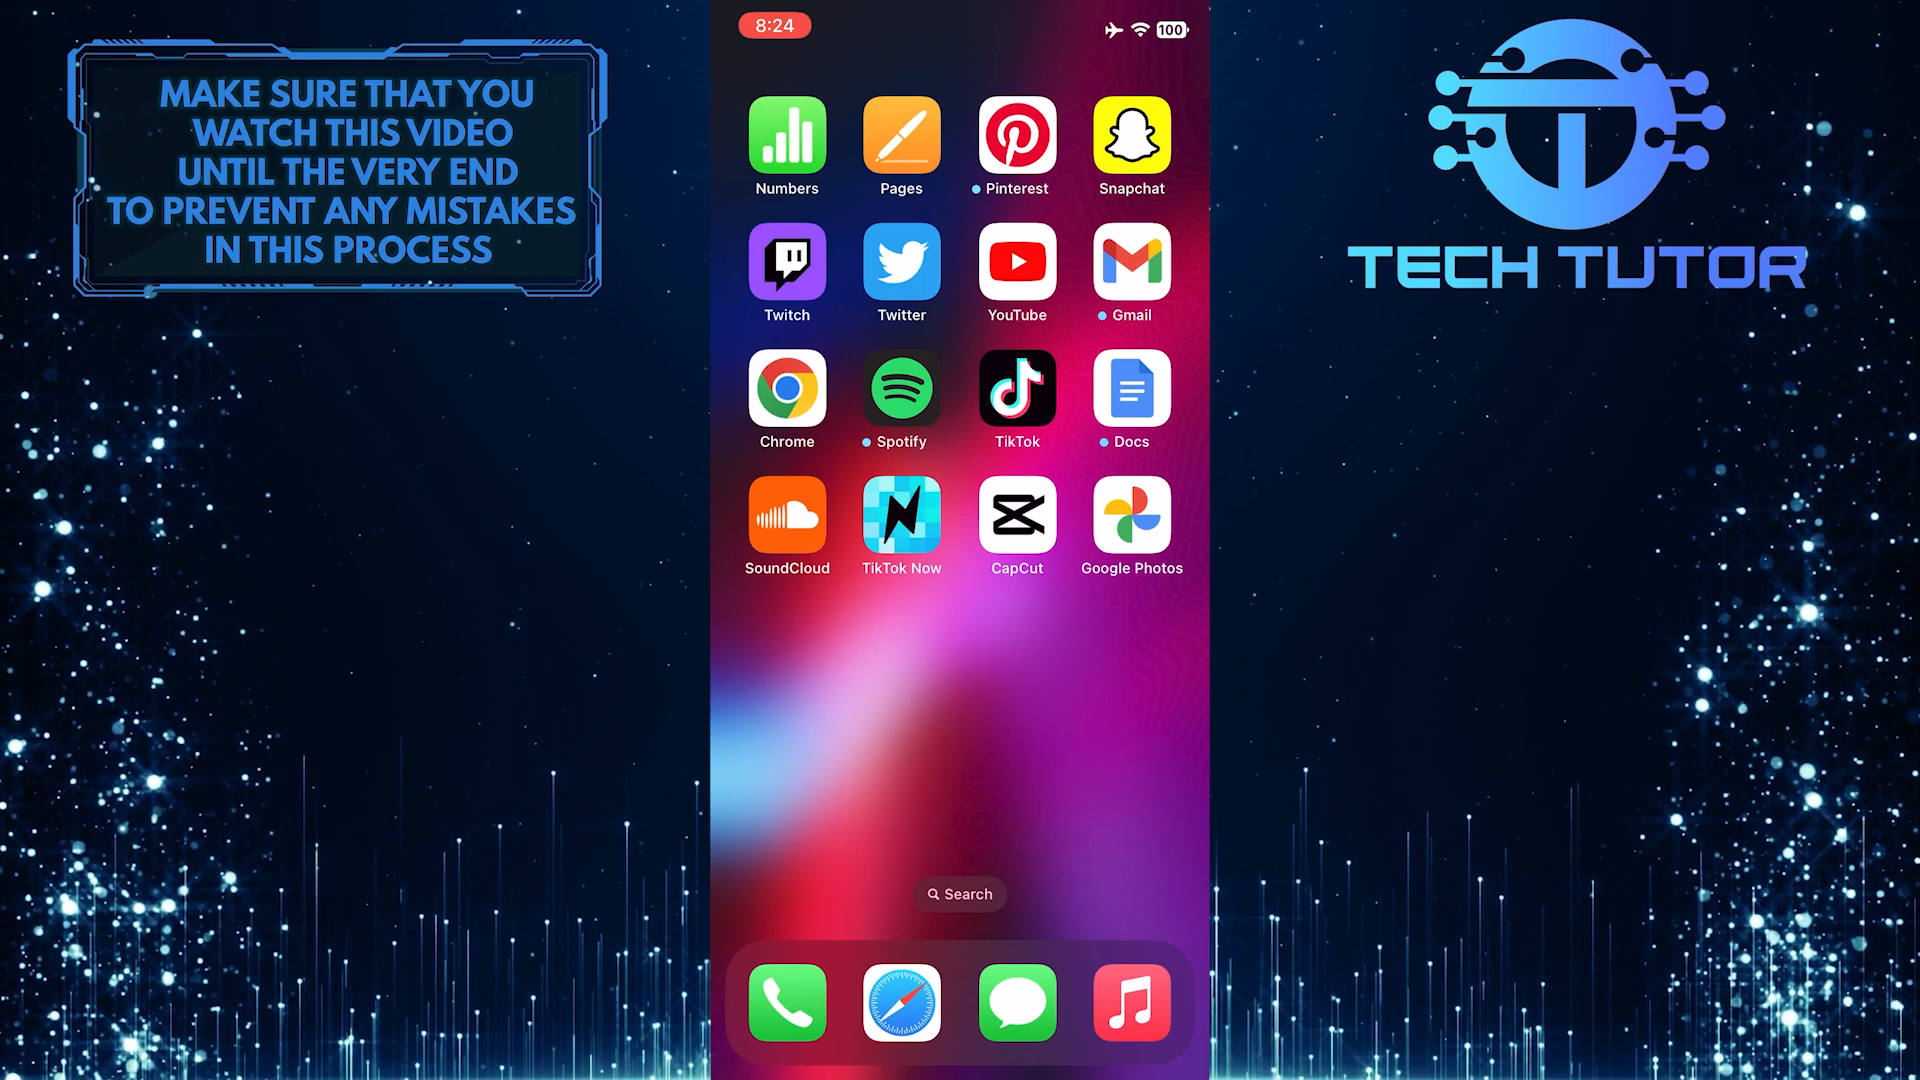 MAKE SURE THAT YOU
WATCH THIS VIDEO
UNTIL THE VERY END
TO PREVENT ANY MISTAKES
IN THIS PROCESS
8:24
100
TECH TUTOR
Numbers
Pages
Pinterest
Snapchat
Twitch
Twitter
YouTube
Gmail
Chrome
Spotify
TikTok
Docs
SoundCloud
TikTok Now
CapCut
Google Photos
Search